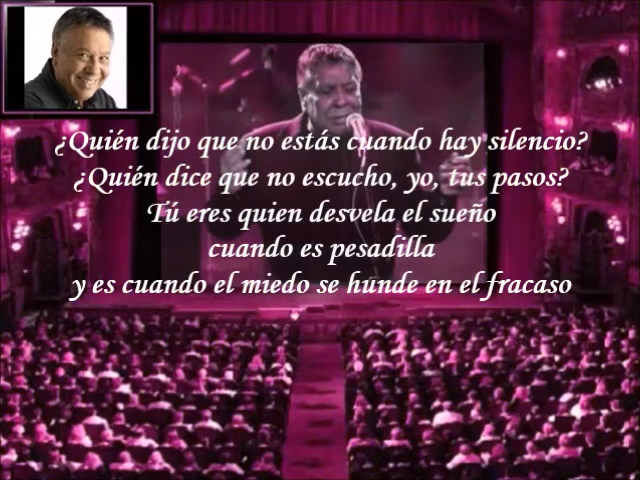 ¿Quién dijo que no estás cuando hay silencio?
¿Quién dice que no escucho, yo, tus pasos?
Tú eres quien desvela el sueño
cuando es pesadilla
y es cuando el miedo se hunde en el fracaso